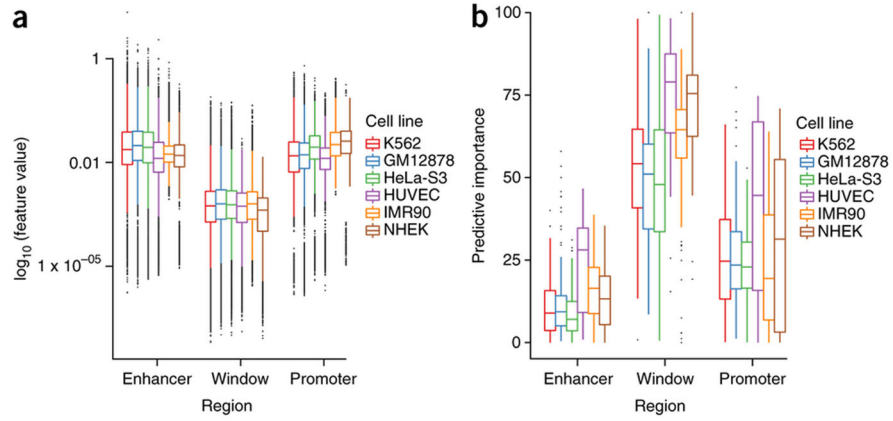 a
log10 (feature value)
1
0.01
1 x 10−05
Enhancer
Window
Promoter
Region
Cell line
K562
GM12878
HeLa-S3
HUVEC
IMR90
NHEK
b
Predictive importance
100
75
50
25
0
Enhancer
Window
Promoter
Region
Cell line
K562
GM12878
HeLa-S3
HUVEC
IMR90
NHEK